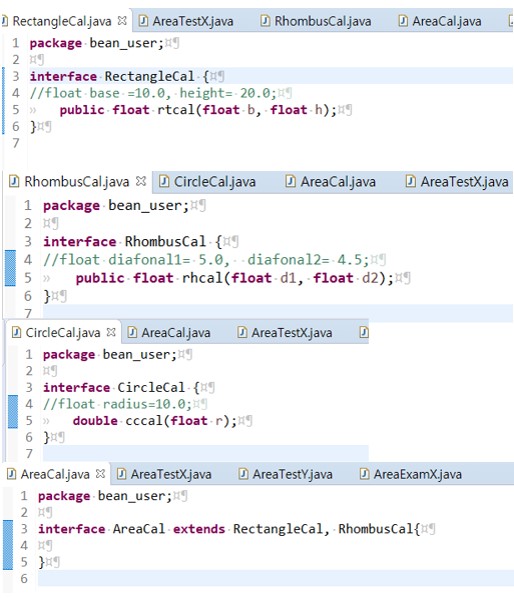 RectangleCal.java AreaTestX.java RhombusCal.java AreaCal.java
1 package bean_user;
2
3 interface RectangleCal {
4 //float base =10.0, height= 20.0;
5 public float rtcal(float b, float h);
6 }
7
RhombusCal.java CircleCal.java AreaCal.java AreaTestX.java
1 package bean_user;
2
3 interface RhombusCal {
4 //float diafonal1= 5.0, diafonal2= 4.5;
5 public float rhcal(float d1, float d2);
6 }
7
CircleCal.java AreaCal.java AreaTestX.java
1 package bean_user;
2
3 interface CircleCal {
4 //float radius=10.0;
5 double cccal(float r);
6 }
7
AreaCal.java AreaTestX.java AreaTestY.java AreaExamX.java
1 package bean_user;
2
3 interface AreaCal extends RectangleCal, RhombusCal{
4
5 }
6